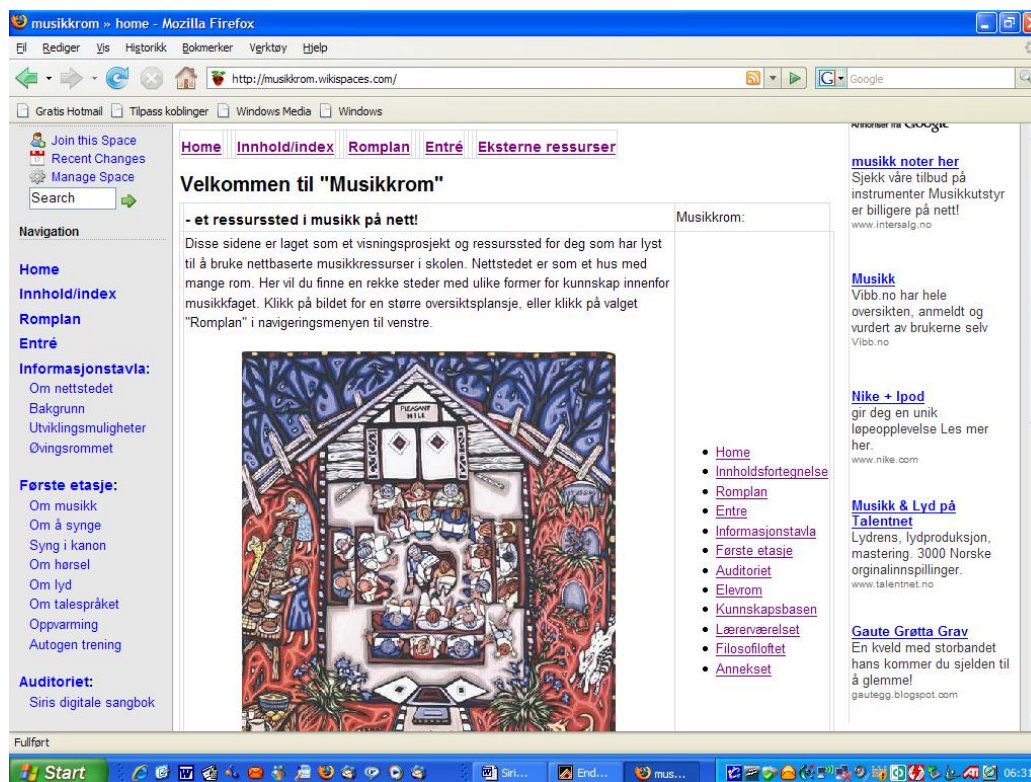 musikkrom » home - Mozilla Firefox
Fil Rediger Vis Historikk Bokmerker Verktøy Hjelp
http://musikkrom.wikispaces.com/
G Google
Gratis Hotmail Tilpass koblinger Windows Media Windows
Join this Space
Recent Changes
Manage Space
Search
Navigation
Home
Innhold/index
Romplan
Entré
Informasjonstavla:
Om nettstedet
Bakgrunn
Utviklingsmuligheter
Øvingsrommet
Første etasje:
Om musikk
Om å synge
Syng i kanon
Om hørsel
Om lyd
Om talespråket
Oppvarming
Autogen trening
Auditoriet:
Siris digitale sangbok
Home Innhold/index Romplan Entré Eksterne ressurser
Velkommen til "Musikkrom"
- et ressurssted i musikk på nett!
Disse sidene er laget som et visningsprosjekt og ressurssted for deg som har lyst
til å bruke nettbaserte musikkressurser i skolen. Nettstedet er som et hus med
mange rom. Her vil du finne en rekke steder med ulike former for kunnskap innenfor
musikkfaget. Klikk på bildet for en større oversiktsplansje, eller klikk på valget
"Romplan" i navigeringsmenyen til venstre.
PLEASANT
HILL
Musikkrom:
Home
Innholdsfortegnelse
Romplan
Entre
Informasjonstavla
Første etasje
Auditoriet
Elevrom
Kunnskapsbasen
Lærerværelset
Filosofiloftet
Annekset
Annonser fra Google
musikk noter her
Sjekk våre tilbud på
instrumenter Musikkutstyr
er billigere på nett!
www.intersalg.no
Musikk
Vibb.no har hele
oversikten, anmeldt og
vurdert av brukerne selv
Vibb.no
Nike + Ipod
gir deg en unik
løpeopplevelse Les mer
her.
www.nike.com
Musikk & Lyd på
Talentnet
Lydrens, lydproduksjon,
mastering. 3000 Norske
orginalinnspillinger.
www.talentnet.no
Gaute Grøtta Grav
En kveld med storbandet
hans kommer du sjelden til
å glemme!
gautegg.blogspot.com
Fullført
Start
Siri...
End...
mus...